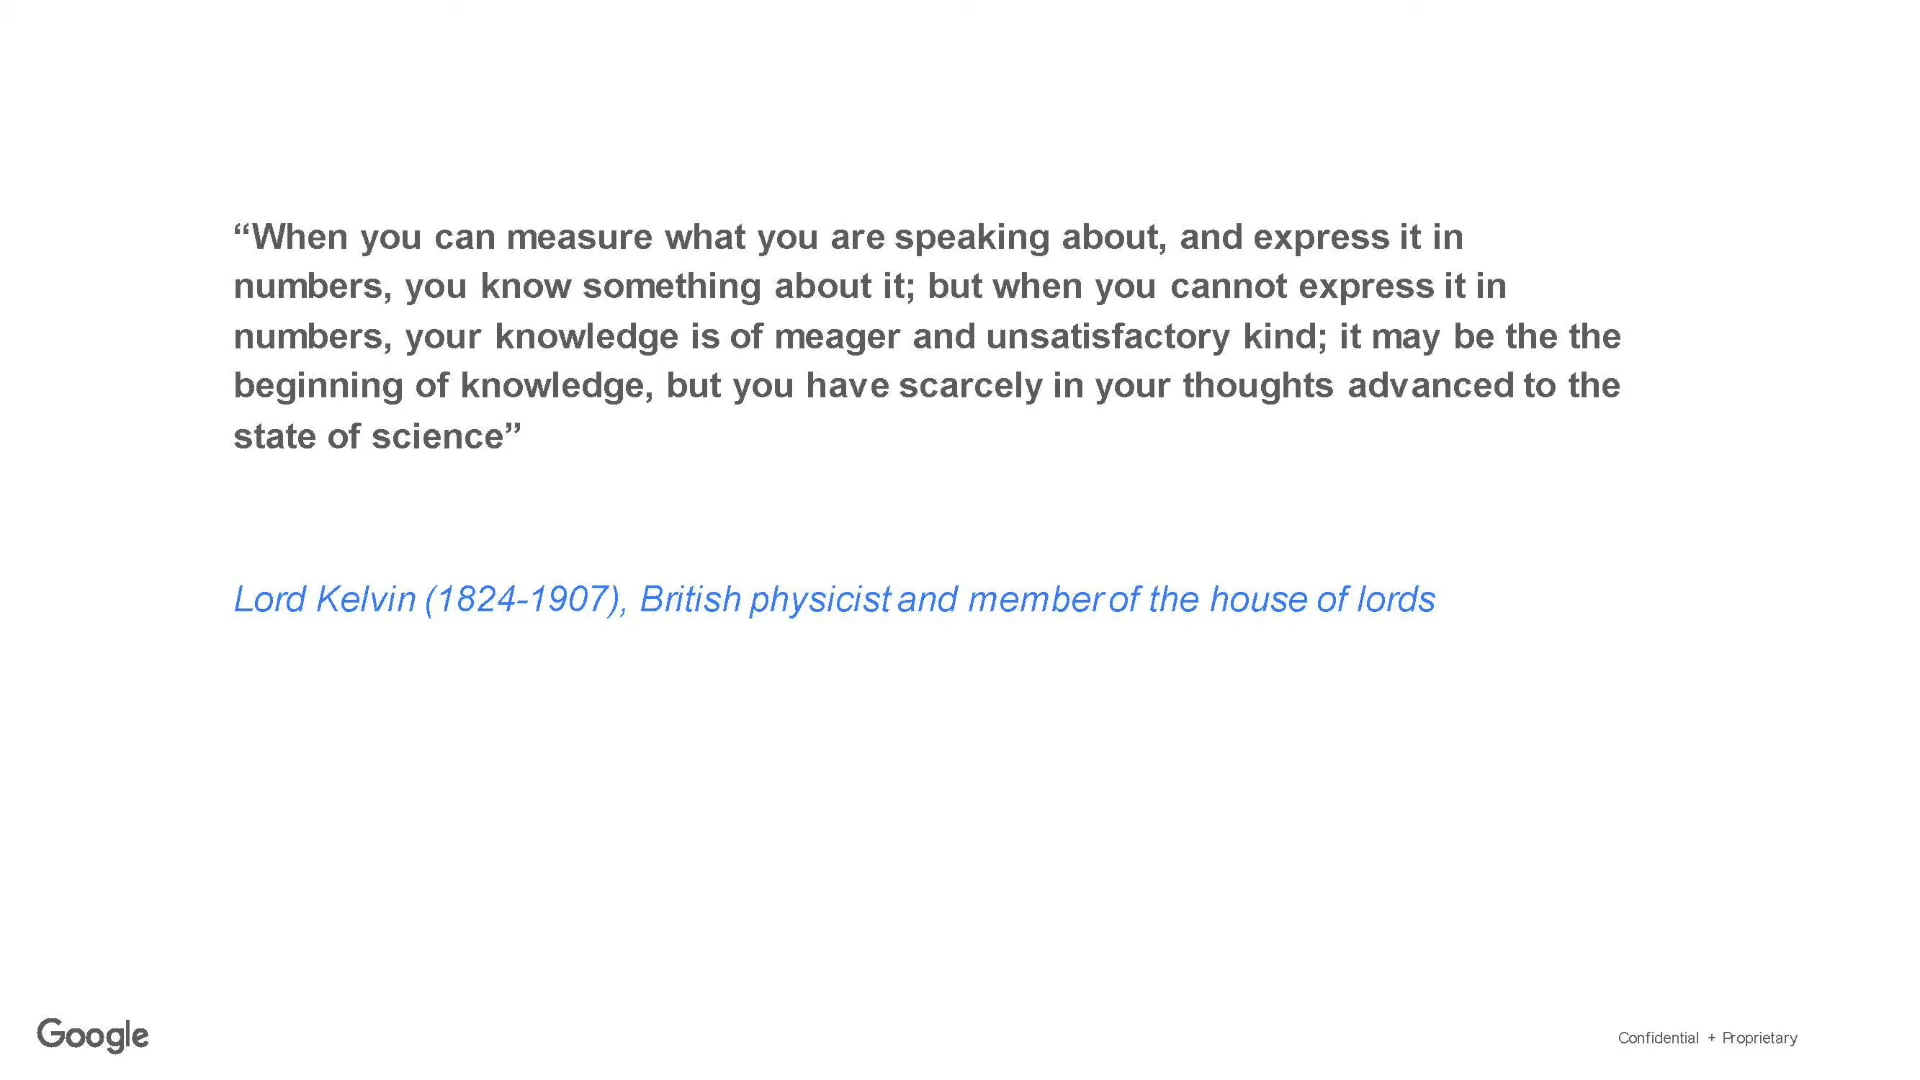 “When you can measure what you are speaking about, and express it in
numbers, you know something about it; but when you cannot express it in
numbers, your knowledge is of meager and unsatisfactory kind; it may be the the
beginning of knowledge, but you have scarcely in your thoughts advanced to the
state of science”
Lord Kelvin (1824-1907), British physicist and member of the house of lords
Google
Confidential + Proprietary